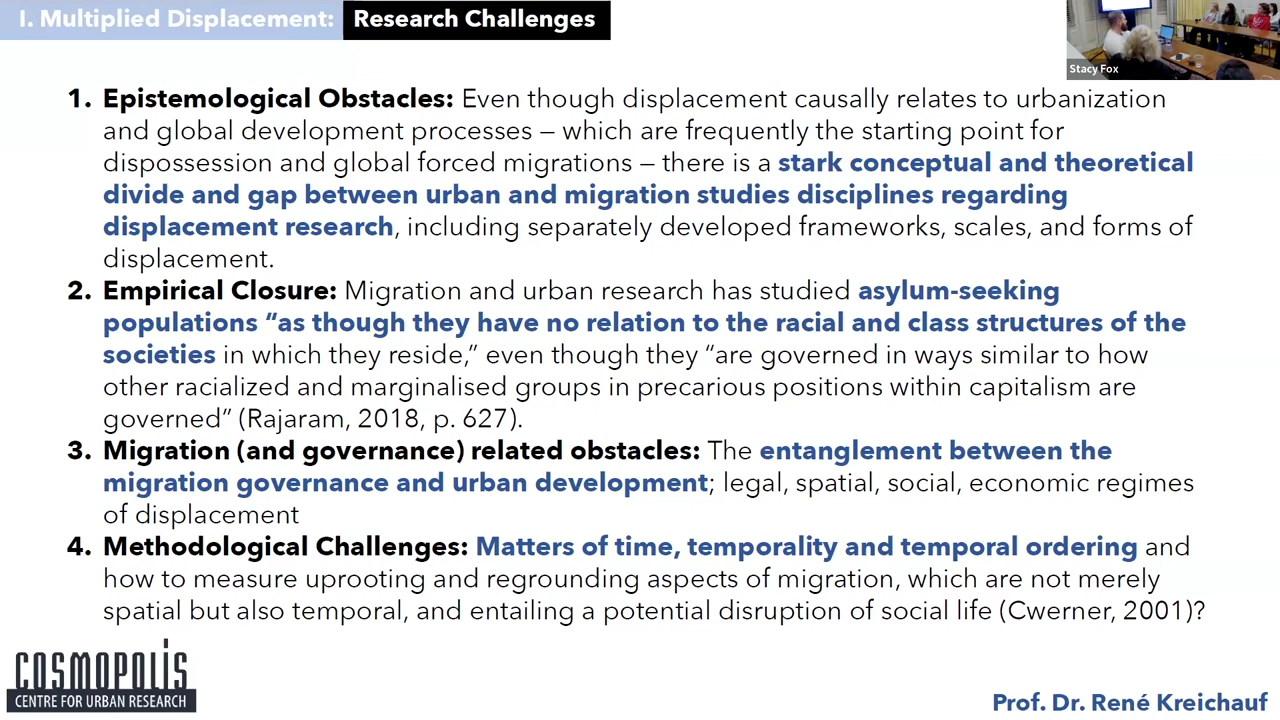 I. Multiplied Displacement: Research Challenges
Stacy Fox
1. Epistemological Obstacles: Even though displacement causally relates to urbanization
and global development processes – which are frequently the starting point for
dispossession and global forced migrations – there is a stark conceptual and theoretical
divide and gap between urban and migration studies disciplines regarding
displacement research, including separately developed frameworks, scales, and forms of
displacement.
2. Empirical Closure: Migration and urban research has studied asylum-seeking
populations "as though they have no relation to the racial and class structures of the
societies in which they reside," even though they "are governed in ways similar to how
other racialized and marginalised groups in precarious positions within capitalism are
governed" (Rajaram, 2018, p. 627).
3. Migration (and governance) related obstacles: The entanglement between the
migration governance and urban development; legal, spatial, social, economic regimes
of displacement
4. Methodological Challenges: Matters of time, temporality and temporal ordering and
how to measure uprooting and regrounding aspects of migration, which are not merely
spatial but also temporal, and entailing a potential disruption of social life (Cwerner, 2001)?
COSMOPOLIS
CENTRE FOR URBAN RESEARCH
Prof. Dr. René Kreichauf